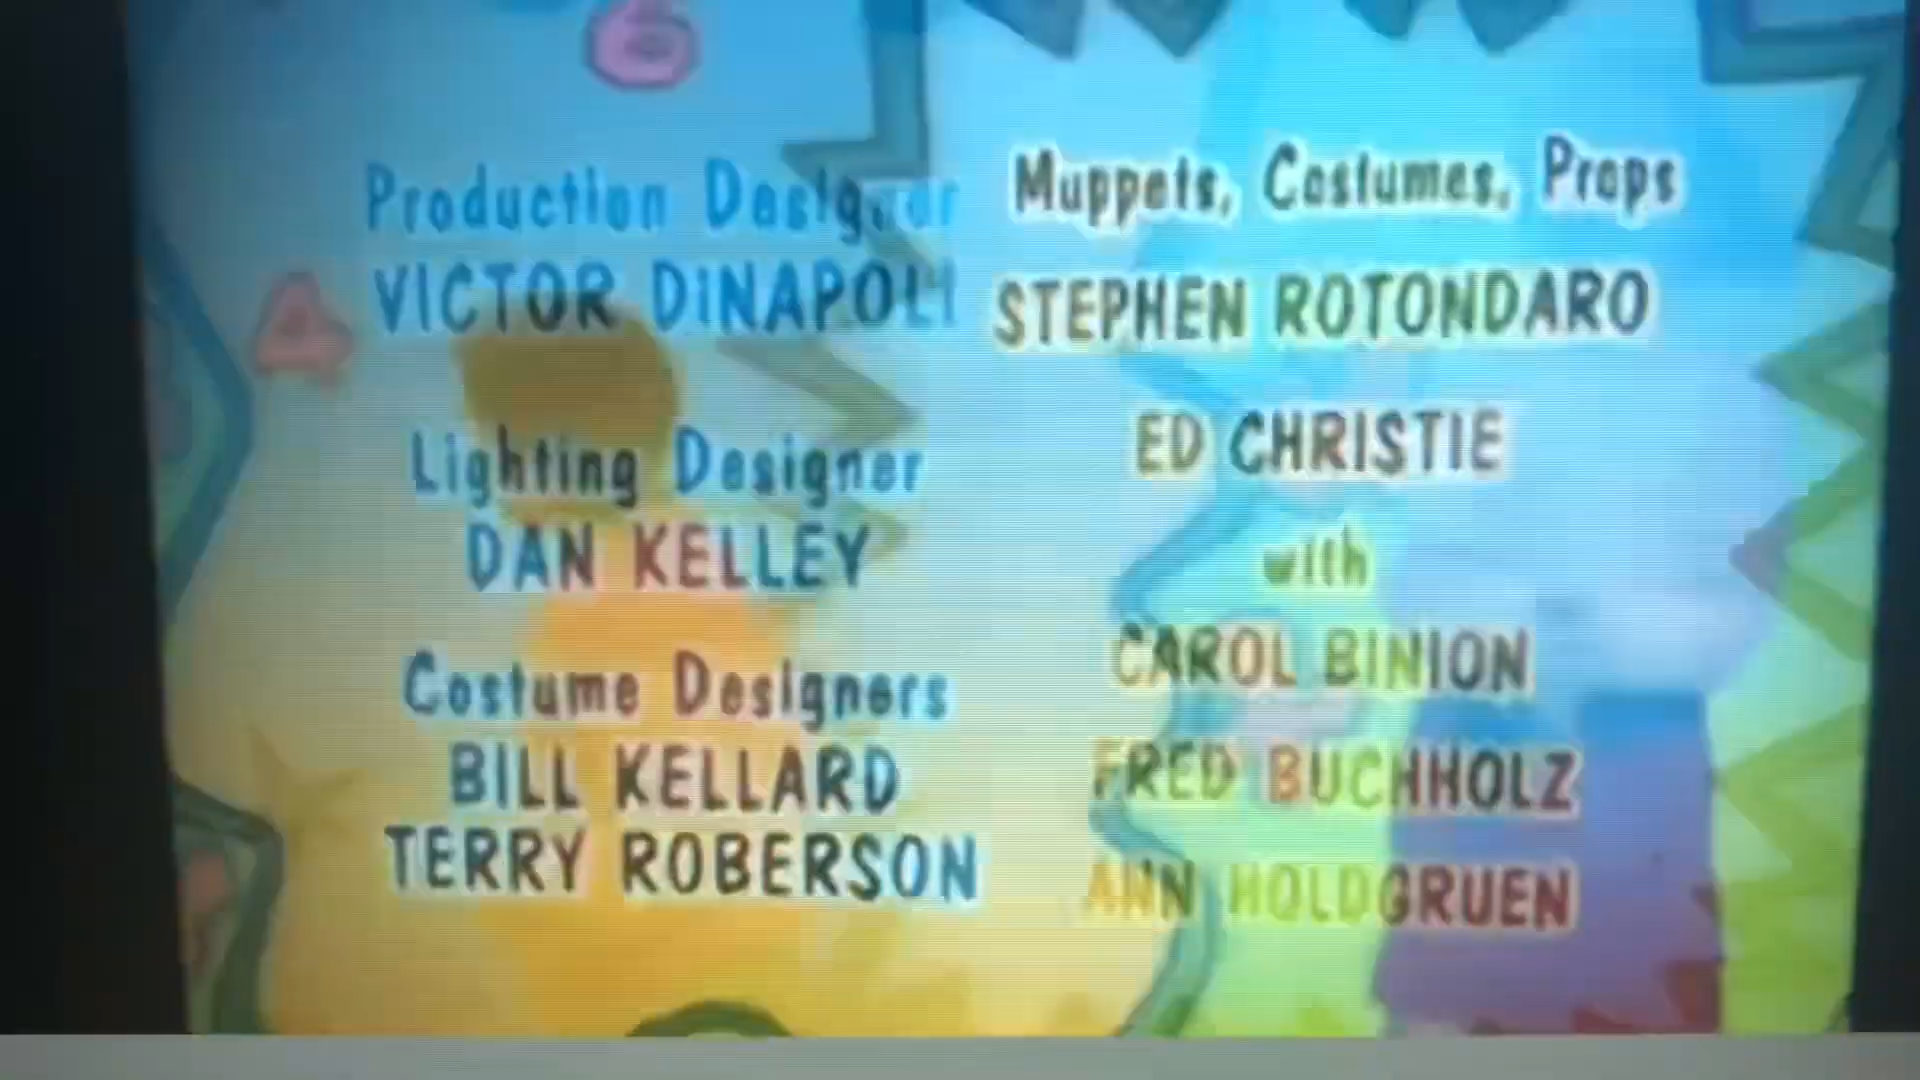 Production Designer
VICTOR DiNAPOLI
Lighting Designer
DAN KELLEY
Costume Designers
BILL KELLARD
TERRY ROBERSON
Muppets, Costumes, Props
STEPHEN ROTONDARO
ED CHRISTIE
with
CAROL BINION
FRED BUCHHOLZ
ANN HOLDGRUEN